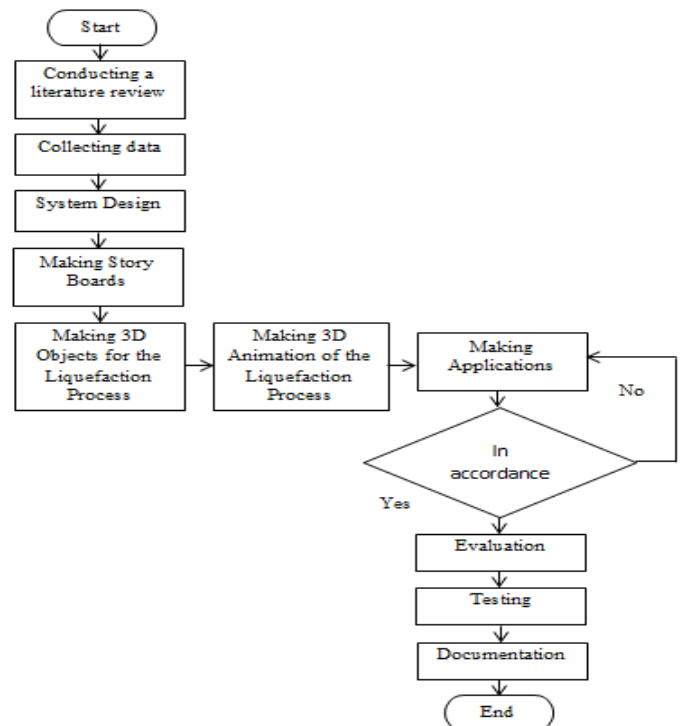 Start
Conducting a
literature review
Collecting data
System Design
Making Story
Boards
Making 3D
Objects for the
Liquefaction
Process
Making 3D
Animation of the
Liquefaction
Process
Making
Applications
No
In
accordance
Yes
Evaluation
Testing
Documentation
End